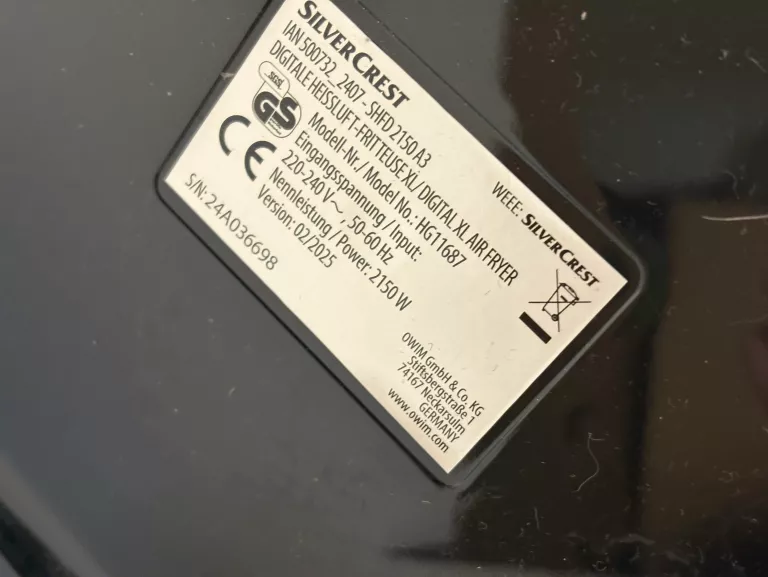 SILVERCREST
IAN 500732_2407 - SHFD 2150 A3
DIGITALE HEISSLUFT-FRITTEUSE XL / DIGITAL XL AIR FRYER
SGS
GS
CE
Modell-Nr. / Model No.: HG11687
Eingangsspannung / Input:
220-240 V~, 50-60 Hz
Nennleistung / Power: 2150 W
Version: 02/2025
S/N: 24A036698
WEEE: SILVERCREST
OWIM GmbH & Co. KG
Stiftsbergstraße 1
74167 Neckarsulm
GERMANY
www.owim.com